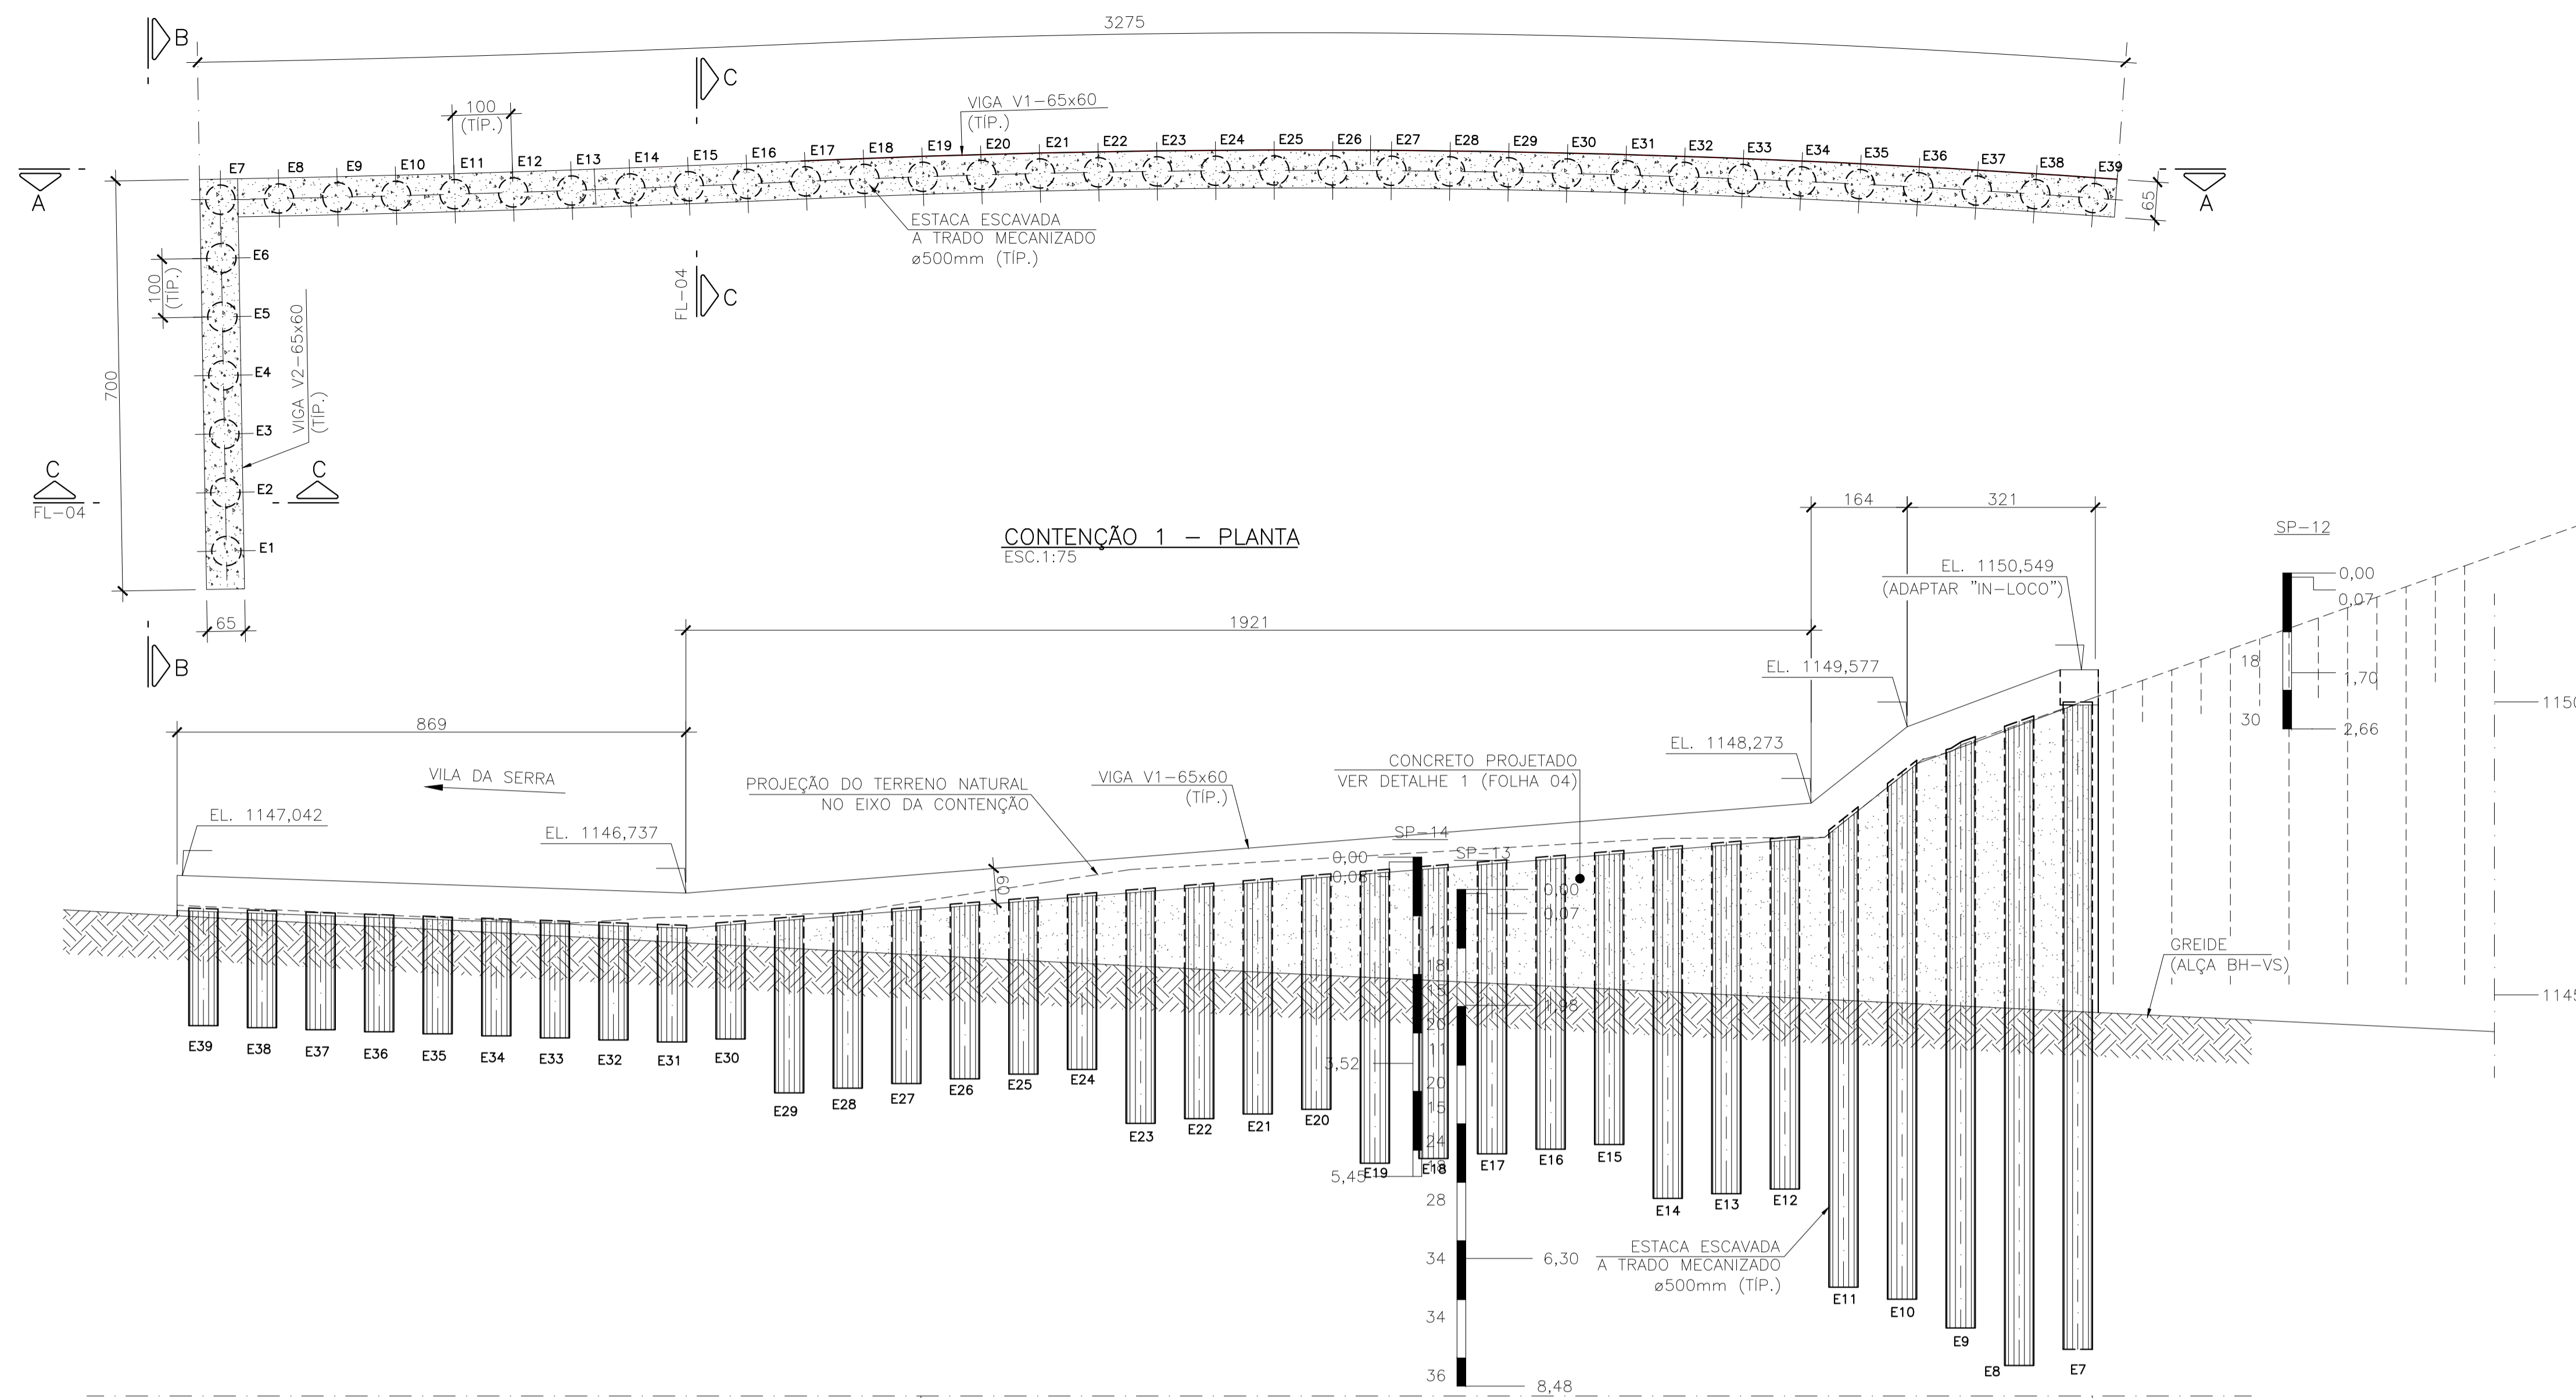 3275
B
C
100
(TÍP.)
VIGA V1-65x60
(TÍP.)
E7
E8
E9
E10
E11
E12
E13
E14
E15
E16
E17
E18
E19
E20
E21
E22
E23
E24
E25
E26
E27
E28
E29
E30
E31
E32
E33
E34
E35
E36
E37
E38
E39
A
A
65
ESTACA ESCAVADA
A TRADO MECANIZADO
ø500mm (TÍP.)
E6
100
(TÍP.)
FL-04
C
E5
VIGA V2-65x60
(TÍP.)
700
E4
E3
C
C
FL-04
E2
E1
65
B
CONTENÇÃO 1 - PLANTA
ESC.1:75
164
321
SP-12
EL. 1150,549
(ADAPTAR "IN-LOCO")
0,00
0,07
1921
18
1,70
30
2,66
EL. 1149,577
1150
869
EL. 1148,273
VILA DA SERRA
PROJEÇÃO DO TERRENO NATURAL
NO EIXO DA CONTENÇÃO
VIGA V1-65x60
(TÍP.)
CONCRETO PROJETADO
VER DETALHE 1 (FOLHA 04)
EL. 1147,042
EL. 1146,737
SP-14
SP-13
0,00
0,08
60
0,00
0,07
11
18
15
1,98
20
11
3,52
20
15
24
5,45
28
34
6,30
34
36
8,48
GREIDE
(ALÇA BH-VS)
1145
ESTACA ESCAVADA
A TRADO MECANIZADO
ø500mm (TÍP.)
E39
E38
E37
E36
E35
E34
E33
E32
E31
E30
E29
E28
E27
E26
E25
E24
E23
E22
E21
E20
E19
E18
E17
E16
E15
E14
E13
E12
E11
E10
E9
E8
E7